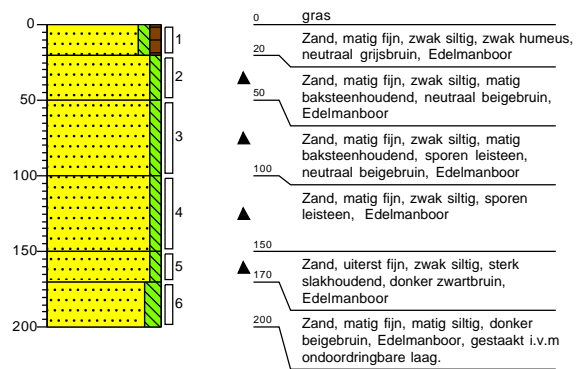 0
50
100
150
200
1
2
3
4
5
6
0
gras
Zand, matig fijn, zwak siltig, zwak humeus,
neutraal grijsbruin, Edelmanboor
20
Zand, matig fijn, zwak siltig, matig
baksteenhoudend, neutraal beigebruin,
Edelmanboor
50
Zand, matig fijn, zwak siltig, matig
baksteenhoudend, sporen leisteen,
neutraal beigebruin, Edelmanboor
100
Zand, matig fijn, zwak siltig, sporen
leisteen, Edelmanboor
150
Zand, uiterst fijn, zwak siltig, sterk
slakhoudend, donker zwartbruin,
Edelmanboor
170
Zand, matig fijn, matig siltig, donker
beigebruin, Edelmanboor, gestaakt i.v.m
ondoordringbare laag.
200